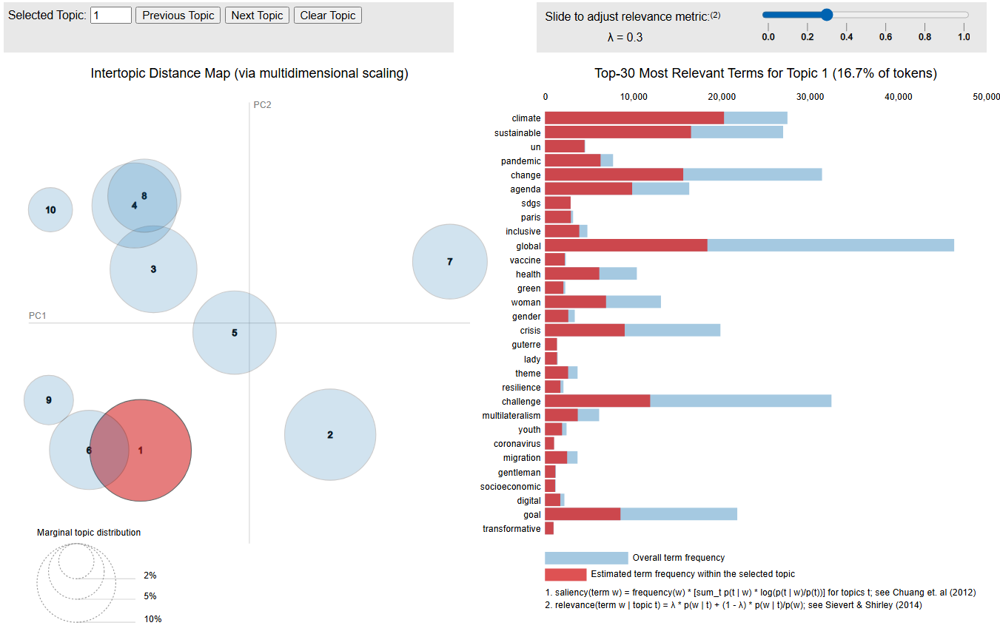 Selected Topic: 1 Previous Topic Next Topic Clear Topic
Slide to adjust relevance metric:(2)
λ = 0.3
0.0 0.2 0.4 0.6 0.8 1.0
Intertopic Distance Map (via multidimensional scaling)
PC2
PC1
8
4
10
3
7
5
9
6
1
2
Marginal topic distribution
2%
5%
10%
Top-30 Most Relevant Terms for Topic 1 (16.7% of tokens)
0 10,000 20,000 30,000 40,000 50,000
climate
sustainable
un
pandemic
change
agenda
sdgs
paris
inclusive
global
vaccine
health
green
woman
gender
crisis
guterre
lady
theme
resilience
challenge
multilateralism
youth
coronavirus
migration
gentleman
socioeconomic
digital
goal
transformative
Overall term frequency
Estimated term frequency within the selected topic
1. saliency(term w) = frequency(w) * [sum_t p(t | w) * log(p(t | w)/p(t))] for topics t; see Chuang et. al (2012)
2. relevance(term w | topic t) = λ * p(w | t) + (1 - λ) * p(w | t)/p(w); see Sievert & Shirley (2014)